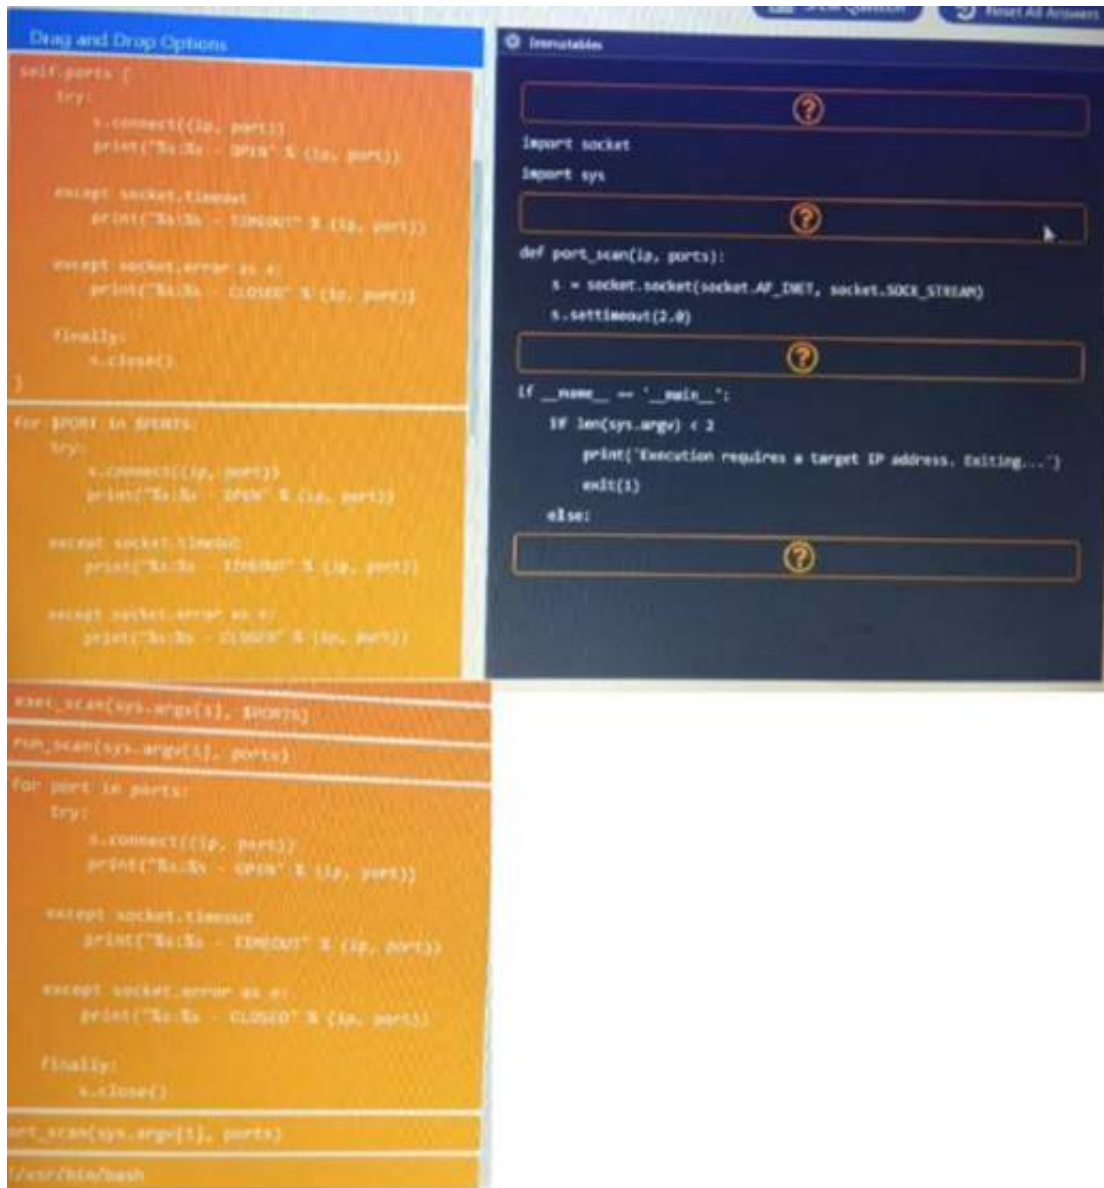 Show Question
Reset All Answers
Drag and Drop Options
self.ports {
try:
s.connect((ip, port))
print("%s:%s - OPEN" % (ip, port))
except socket.timeout
print("%s:%s - TIMEOUT" % (ip, port))
except socket.error as e:
print("%s:%s - CLOSED" % (ip, port))
finally:
s.close()
}
for $PORT in $PORTS:
try:
s.connect((ip, port))
print("%s:%s - OPEN" % (ip, port))
except socket.timeout
print("%s:%s - TIMEOUT" % (ip, port))
except socket.error as e:
print("%s:%s - CLOSED" % (ip, port))
Immutables
?
import socket
import sys
?
def port_scan(ip, ports):
s = socket.socket(socket.AF_INET, socket.SOCK_STREAM)
s.settimeout(2.0)
?
if __name__ == '__main__':
if len(sys.argv) < 2
print('Execution requires a target IP address. Exiting...')
exit(1)
else:
?
exec_scan(sys.argv[1], $PORTS)
run_scan(sys.argv[1], ports)
for port in ports:
try:
s.connect((ip, port))
print("%s:%s - OPEN" % (ip, port))
except socket.timeout
print("%s:%s - TIMEOUT" % (ip, port))
except socket.error as e:
print("%s:%s - CLOSED" % (ip, port))
finally:
s.close()
ort_scan(sys.argv[1], ports)
/usr/bin/bash